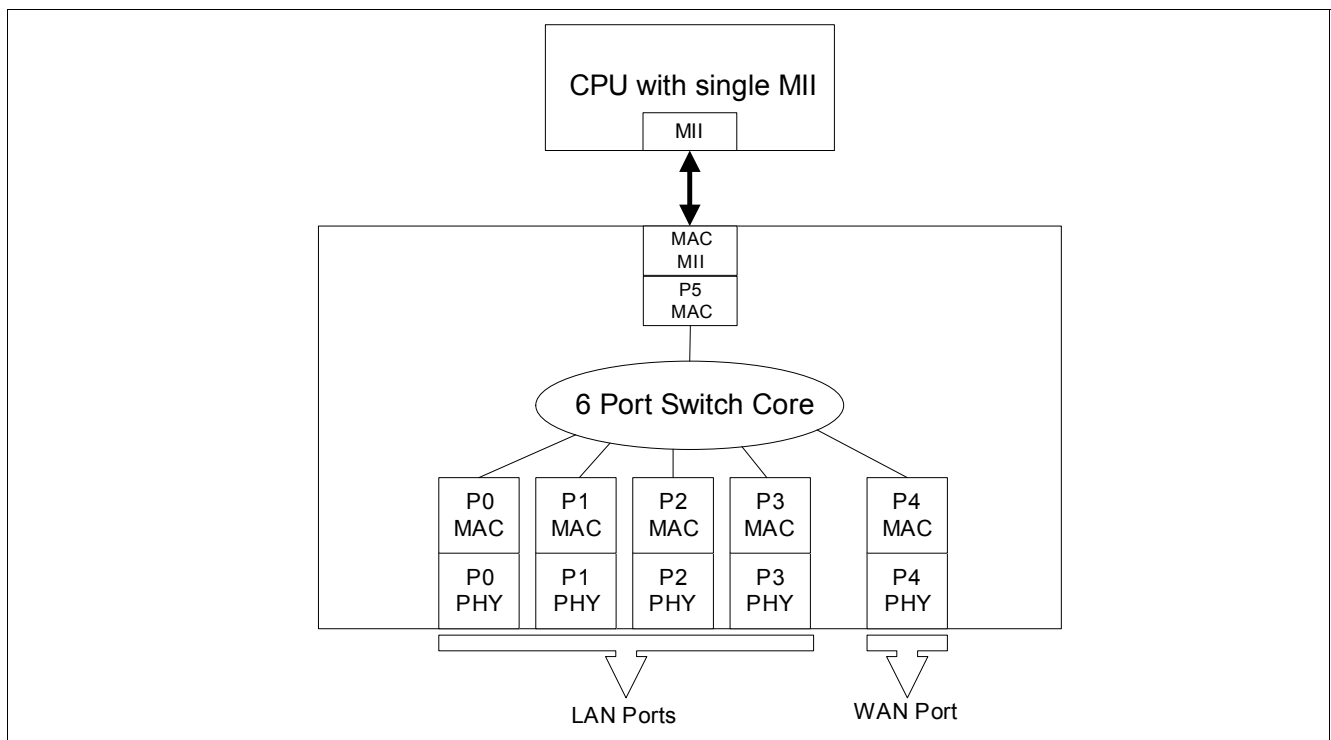 CPU with single MII
MII
MAC
MII
P5
MAC
6 Port Switch Core
P0
MAC
P1
MAC
P2
MAC
P3
MAC
P4
MAC
P0
PHY
P1
PHY
P2
PHY
P3
PHY
P4
PHY
LAN Ports
WAN Port